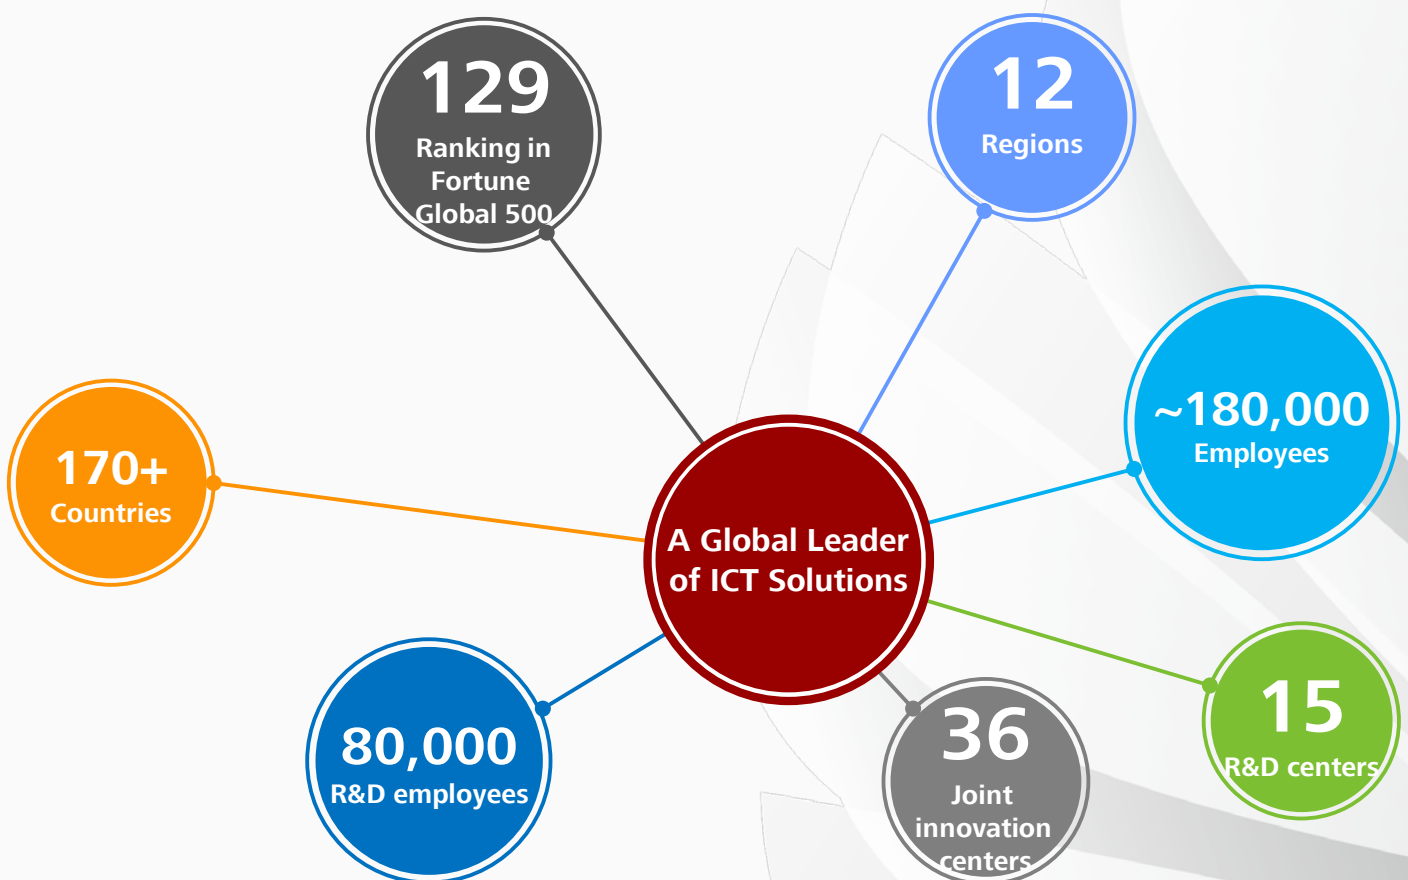 129
Ranking in
Fortune
Global 500
12
Regions
~180,000
Employees
170+
Countries
A Global Leader
of ICT Solutions
15
R&D centers
36
Joint
innovation
centers
80,000
R&D employees